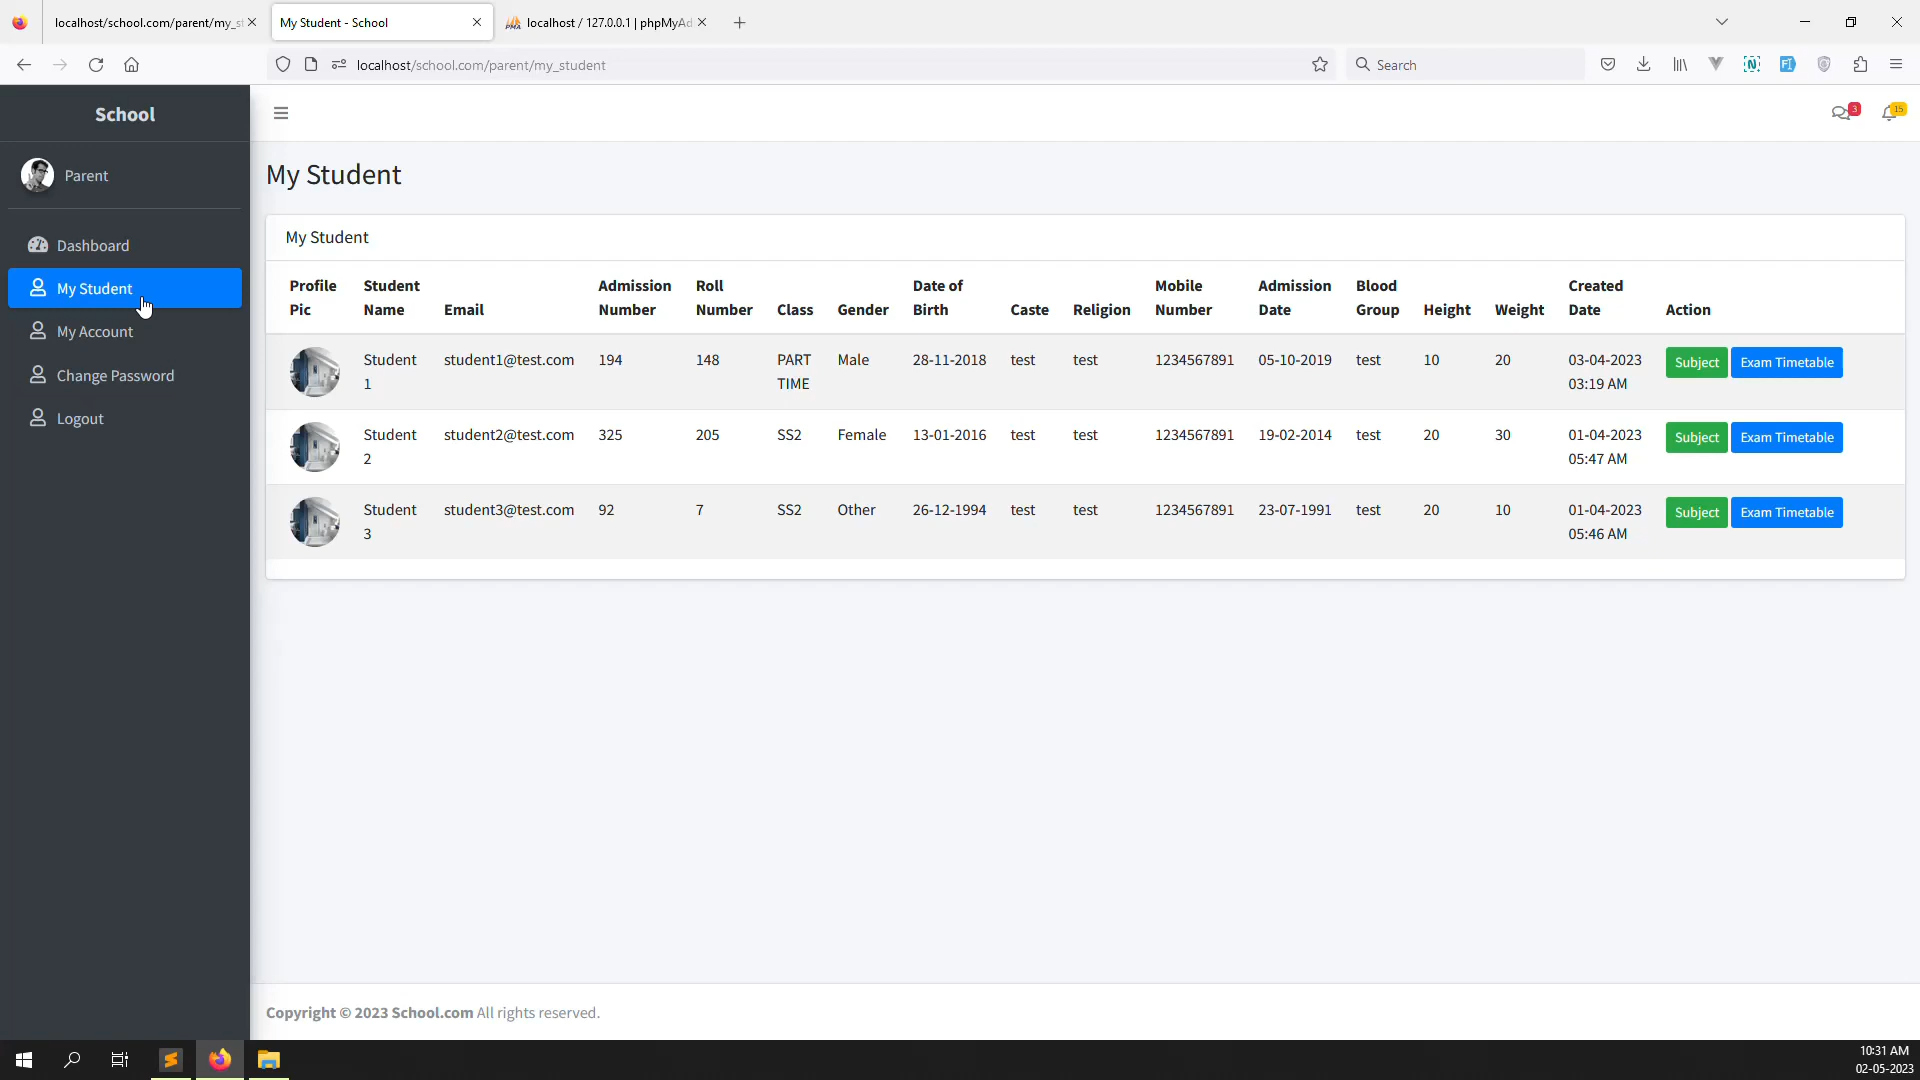 localhost/school.com/parent/my_s
My Student - School
localhost / 127.0.0.1 | phpMyAd
localhost/school.com/parent/my_student
Search
School
3
15
Parent
My Student
Dashboard
My Student
My Account
Change Password
Logout
My Student
Profile Pic Student Name Email Admission Number Roll Number Class Gender Date of Birth Caste Religion Mobile Number Admission Date Blood Group Height Weight Created Date Action
Student 1 student1@test.com 194 148 PART TIME Male 28-11-2018 test test 1234567891 05-10-2019 test 10 20 03-04-2023 03:19 AM Subject Exam Timetable
Student 2 student2@test.com 325 205 SS2 Female 13-01-2016 test test 1234567891 19-02-2014 test 20 30 01-04-2023 05:47 AM Subject Exam Timetable
Student 3 student3@test.com 92 7 SS2 Other 26-12-1994 test test 1234567891 23-07-1991 test 20 10 01-04-2023 05:46 AM Subject Exam Timetable
Copyright © 2023 School.com All rights reserved.
10:31 AM
02-05-2023